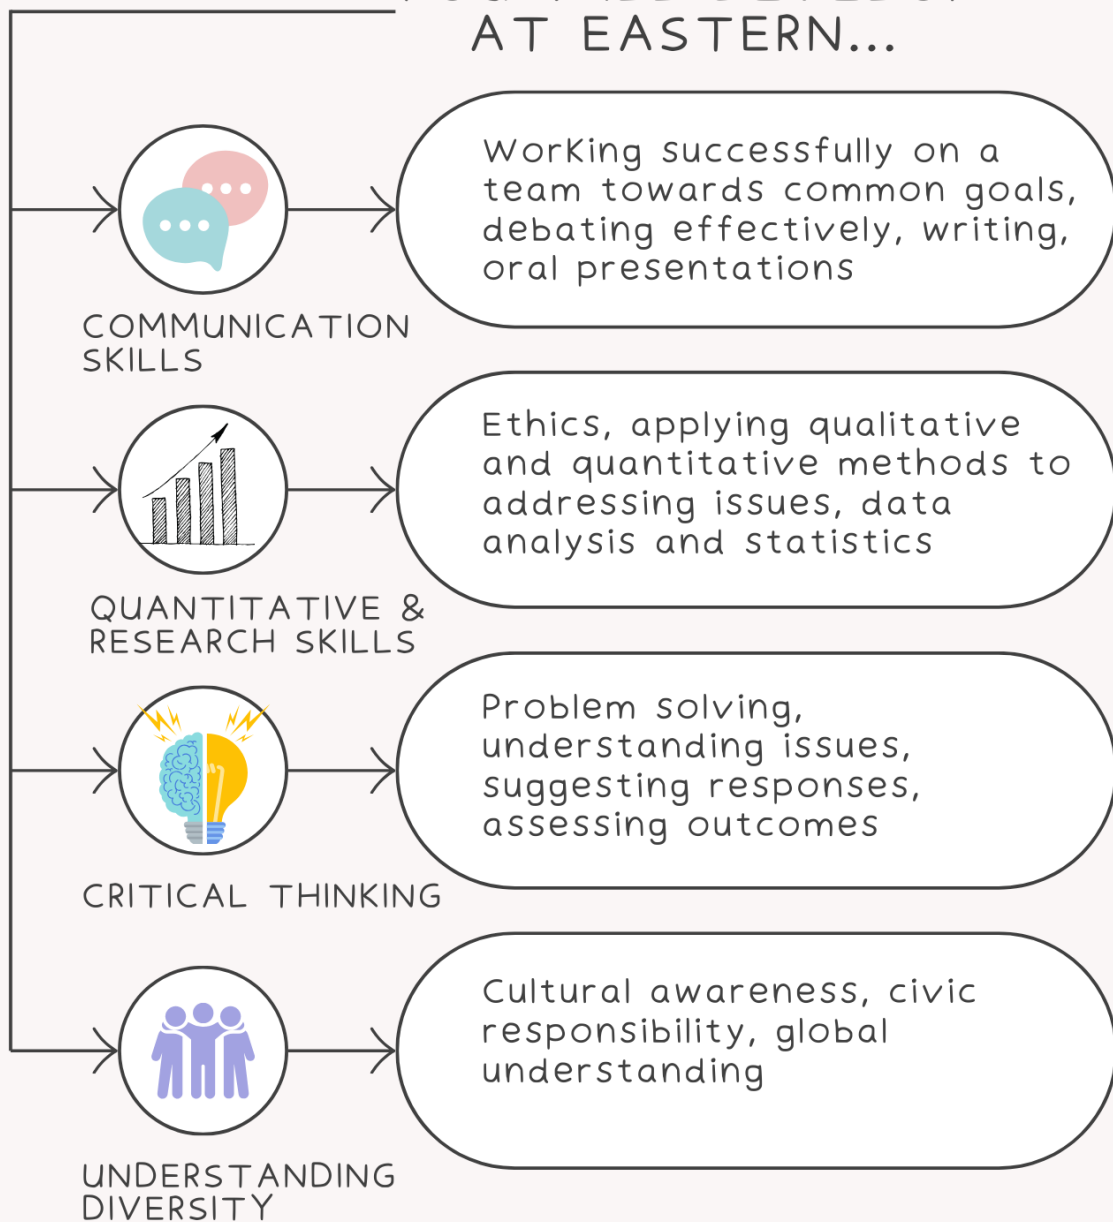 AT EASTERN...
WorKing successfully on a
team towards common goals,
debating effectively, writing,
oral presentations
COMMUNICATION
SKILLS
Ethics, applying qualitative
and quantitative methods to
addressing issues, data
analysis and statistics
QUANTITATIVE &
RESEARCH SKILLS
Problem solving,
understanding issues,
suggesting responses,
assessing outcomes
CRITICAL THINKING
Cultural awareness, civic
responsibility, global
understanding
UNDERSTANDING
DIVERSITY